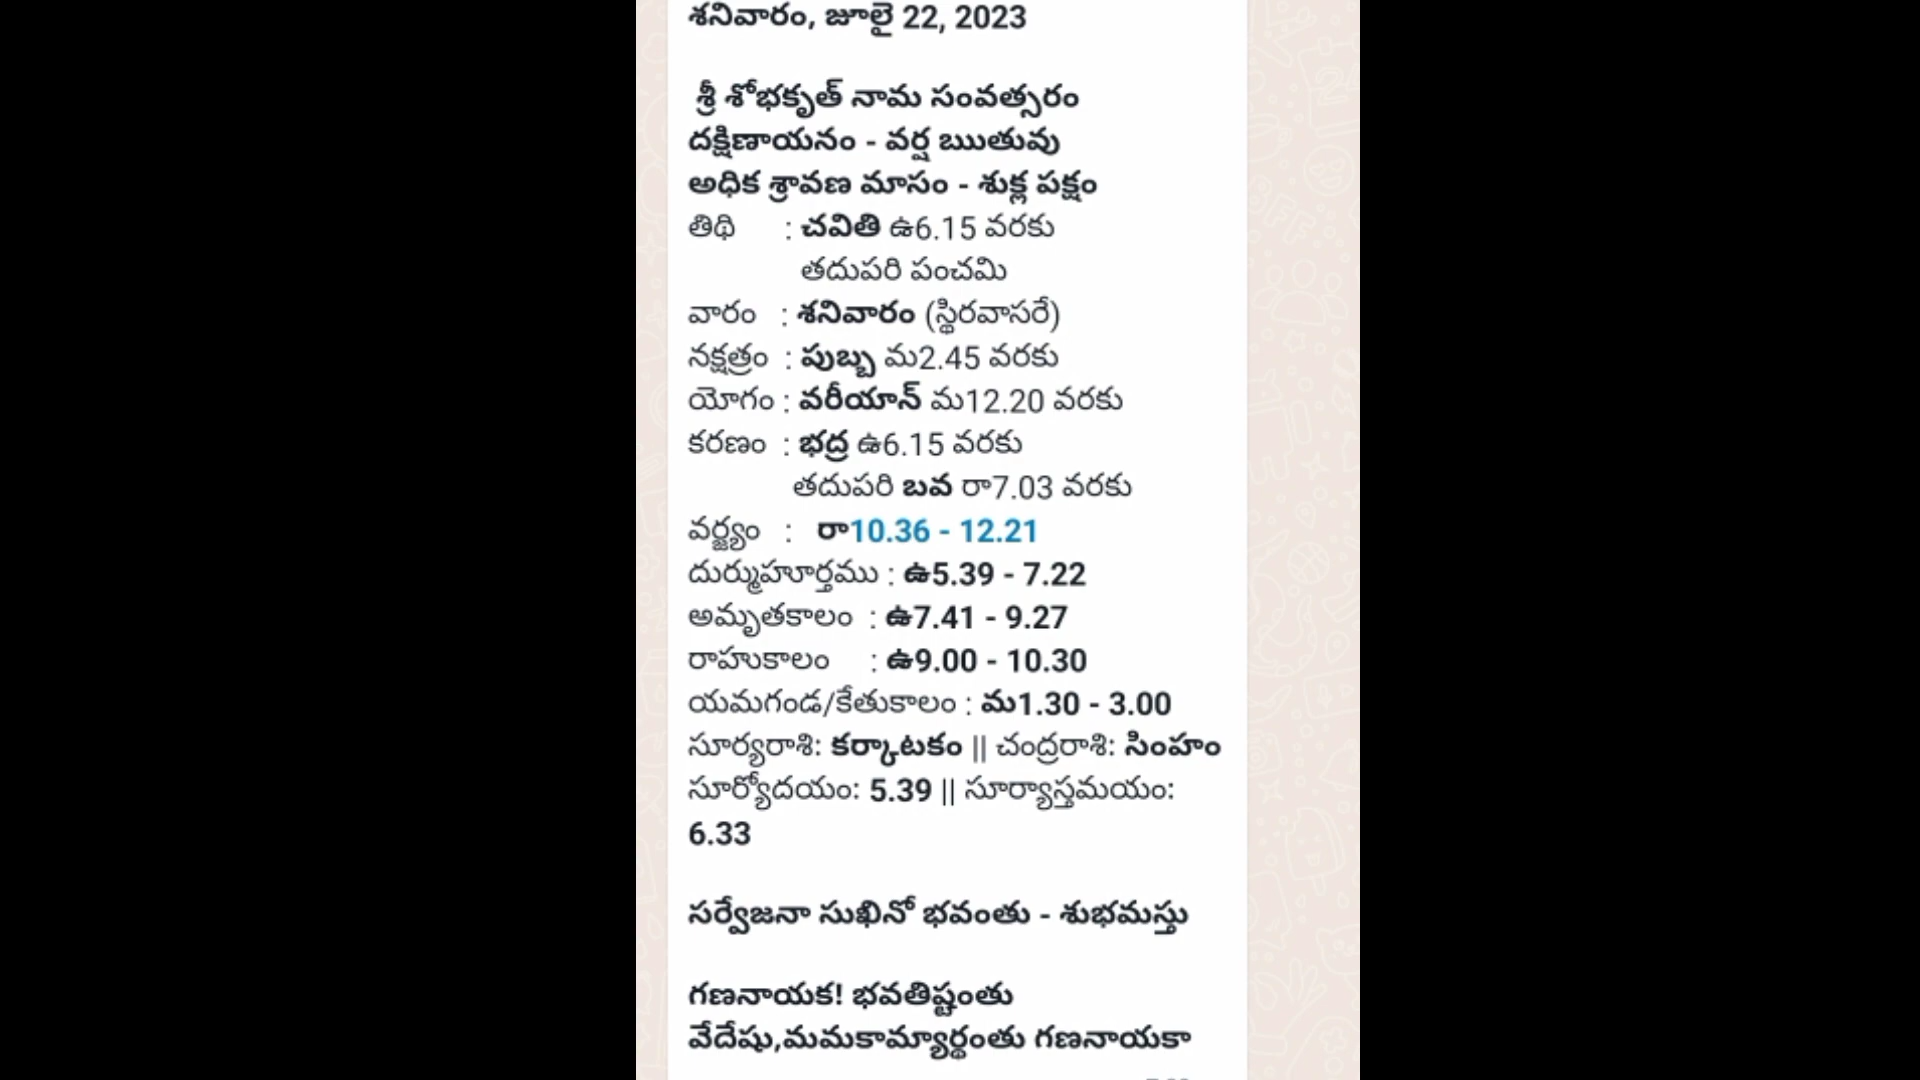 శనివారం, జూలై 22, 2023
శ్రీ శోభకృత్ నామ సంవత్సరం
దక్షిణాయనం - వర్ష ఋతువు
అధిక శ్రావణ మాసం - శుక్ల పక్షం
తిథి : చవితి ఉ6.15 వరకు
తదుపరి పంచమి
వారం : శనివారం (స్థిరవాసరే)
నక్షత్రం : పుబ్బ మ2.45 వరకు
యోగం : వరీయాన్ మ12.20 వరకు
కరణం : భద్ర ఉ6.15 వరకు
తదుపరి బవ రా7.03 వరకు
వర్జ్యం : రా10.36 - 12.21
దుర్ముహూర్తము : ఉ5.39 - 7.22
అమృతకాలం : ఉ7.41 - 9.27
రాహుకాలం : ఉ9.00 - 10.30
యమగండ/కేతుకాలం : మ1.30 - 3.00
సూర్యరాశి: కర్కాటకం || చంద్రరాశి: సింహం
సూర్యోదయం: 5.39 || సూర్యాస్తమయం:
6.33
సర్వేజనా సుఖినో భవంతు - శుభమస్తు
గణనాయక! భవతిష్టంతు
వేదేషు,మమకామ్యార్థంతు గణనాయకా